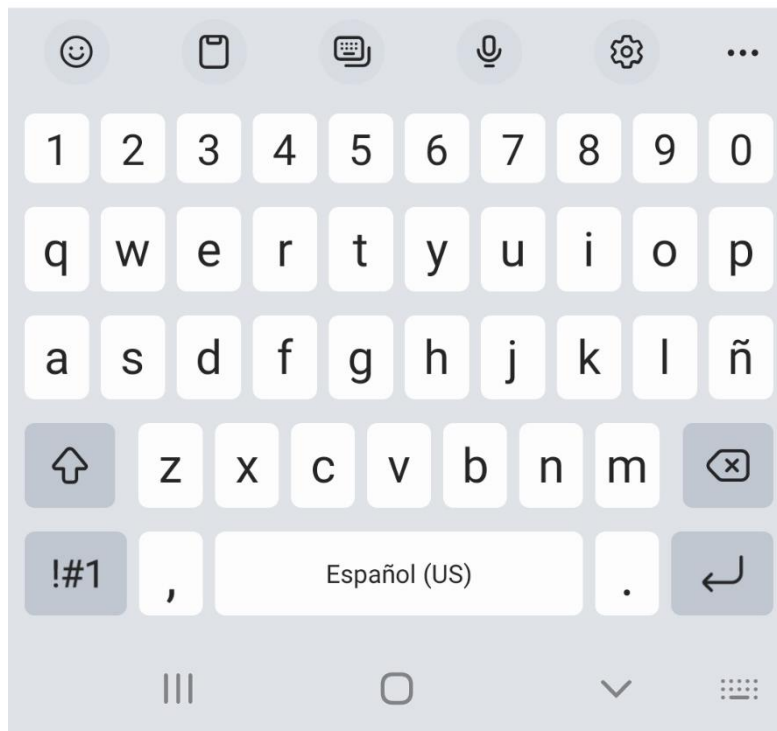 1 2 3 4 5 6 7 8 9 0
q w e r t y u i o p
a s d f g h j k l ñ
z x c v b n m
!#1 , Español (US) .